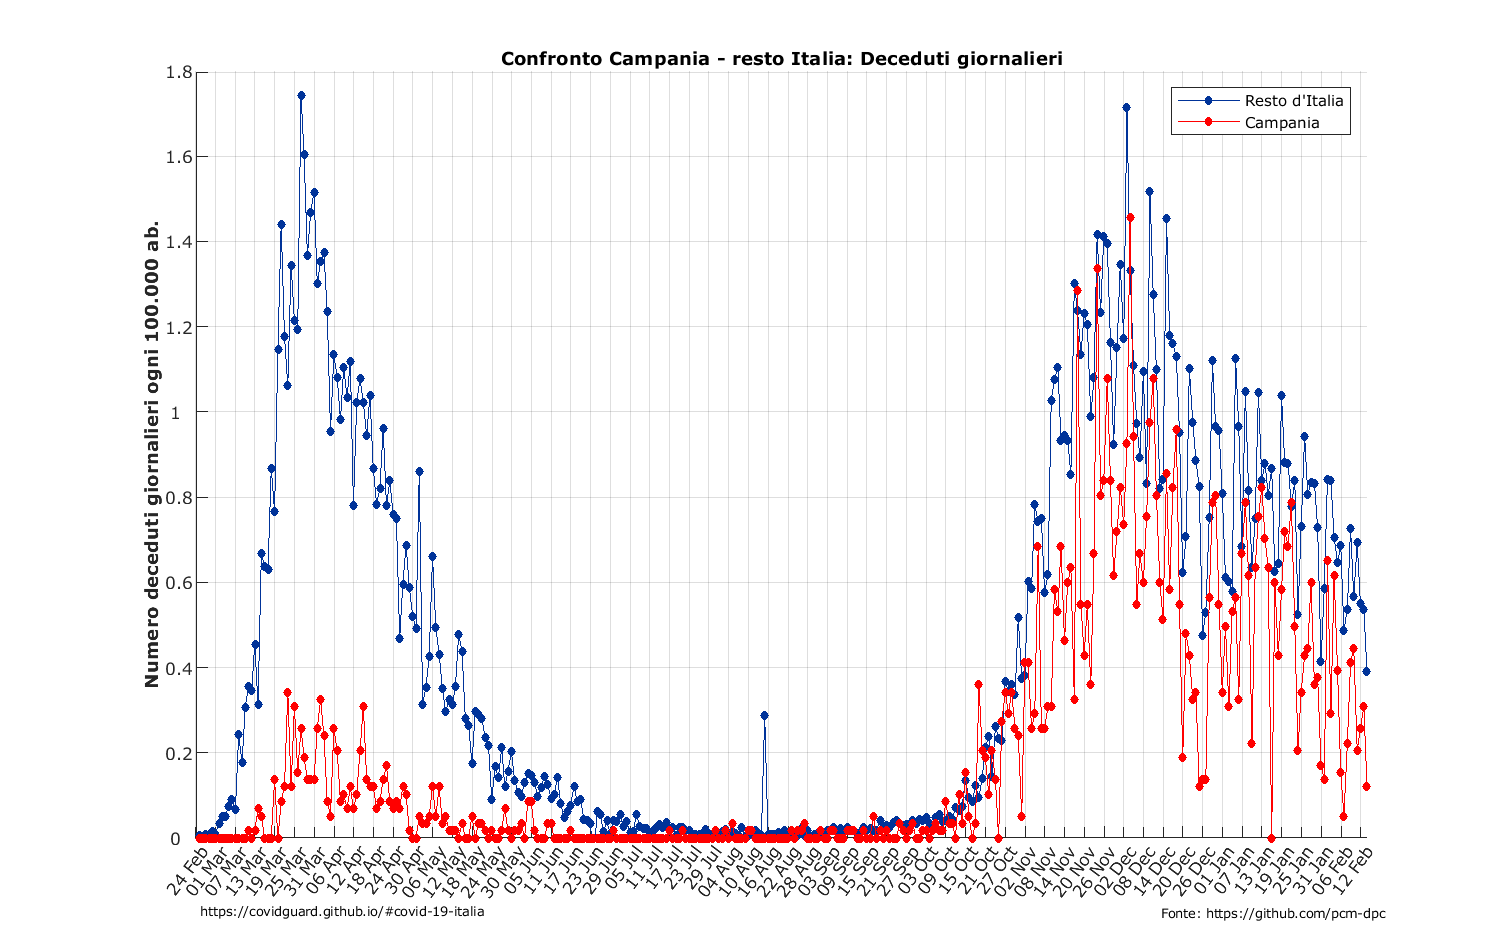 Confronto Campania - resto Italia: Deceduti giornalieri
Resto d'Italia
Campania
Numero deceduti giornalieri ogni 100.000 ab.
1.8
1.6
1.4
1.2
1
0.8
0.6
0.4
0.2
0
24 Feb
01 Mar
07 Mar
13 Mar
19 Mar
25 Mar
31 Mar
06 Apr
12 Apr
18 Apr
24 Apr
30 Apr
06 May
12 May
18 May
24 May
30 May
05 Jun
11 Jun
17 Jun
23 Jun
29 Jun
05 Jul
11 Jul
17 Jul
23 Jul
29 Jul
04 Aug
10 Aug
16 Aug
22 Aug
28 Aug
03 Sep
09 Sep
15 Sep
21 Sep
27 Sep
03 Oct
09 Oct
15 Oct
21 Oct
27 Oct
02 Nov
08 Nov
14 Nov
20 Nov
26 Nov
02 Dec
08 Dec
14 Dec
20 Dec
26 Dec
01 Jan
07 Jan
13 Jan
19 Jan
25 Jan
31 Jan
06 Feb
12 Feb
https://covidguard.github.io/#covid-19-italia
Fonte: https://github.com/pcm-dpc